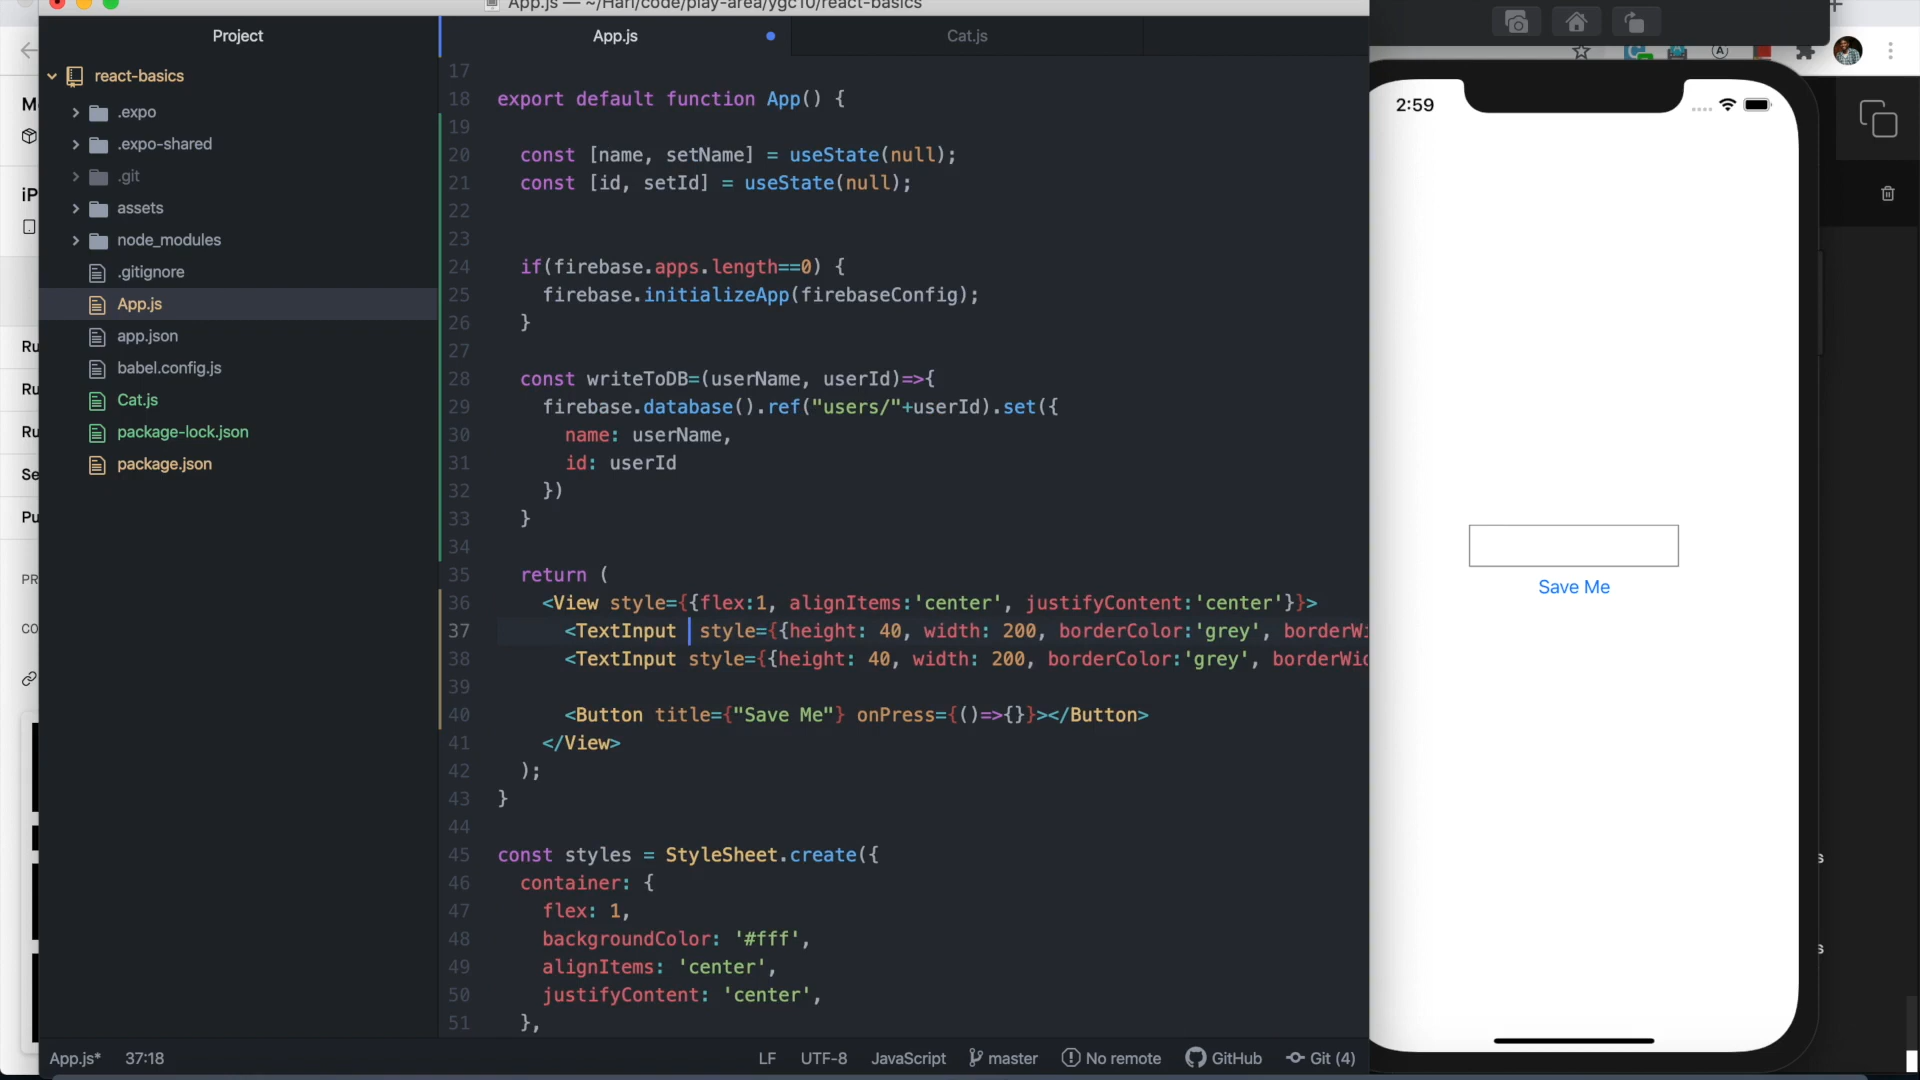 App.js — ~/Hari/code/play-area/ygc10/react-basics
Project
App.js
Cat.js
react-basics
.expo
.expo-shared
.git
assets
node_modules
.gitignore
App.js
app.json
babel.config.js
Cat.js
package-lock.json
package.json
M
iP
Ru
Ru
Ru
Se
Pu
PR
CO
17
18 export default function App() {
19
20 const [name, setName] = useState(null);
21 const [id, setId] = useState(null);
22
23
24 if(firebase.apps.length==0) {
25 firebase.initializeApp(firebaseConfig);
26 }
27
28 const writeToDB=(userName, userId)=>{
29 firebase.database().ref("users/"+userId).set({
30 name: userName,
31 id: userId
32 })
33 }
34
35 return (
36 <View style={{flex:1, alignItems:'center', justifyContent:'center'}}>
37 <TextInput style={{height: 40, width: 200, borderColor:'grey', borderWi
38 <TextInput style={{height: 40, width: 200, borderColor:'grey', borderWid
39
40 <Button title={"Save Me"} onPress={()=>{}}></Button>
41 </View>
42 );
43 }
44
45 const styles = StyleSheet.create({
46 container: {
47 flex: 1,
48 backgroundColor: '#fff',
49 alignItems: 'center',
50 justifyContent: 'center',
51 },
App.js* 37:18 LF UTF-8 JavaScript master No remote GitHub Git (4)
2:59
Save Me
s
s